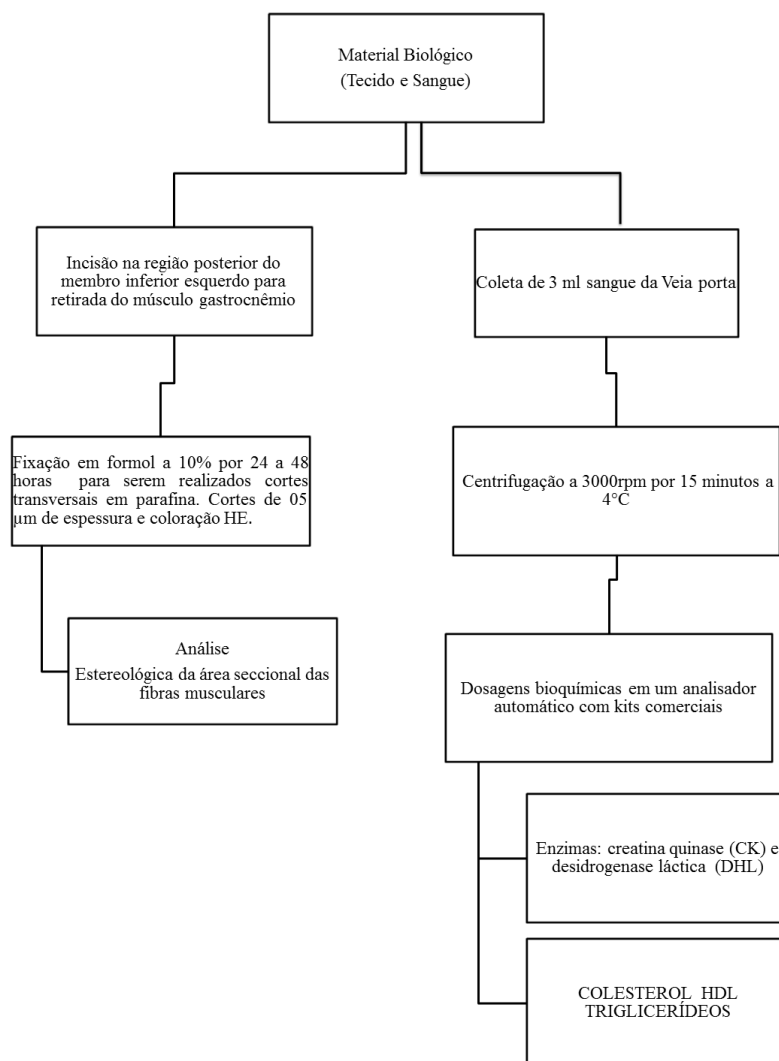 Material Biológico
(Tecido e Sangue)
Incisão na região posterior do
membro inferior esquerdo para
retirada do músculo gastrocnêmio
Coleta de 3 ml sangue da Veia porta
Fixação em formol a 10% por 24 a 48
horas para serem realizados cortes
transversais em parafina. Cortes de 05
µm de espessura e coloração HE.
Centrifugação a 3000rpm por 15 minutos a
4°C
Análise
Estereológica da área seccional das
fibras musculares
Dosagens bioquímicas em um analisador
automático com kits comerciais
Enzimas: creatina quinase (CK) e
desidrogenase láctica (DHL)
COLESTEROL HDL
TRIGLICERÍDEOS